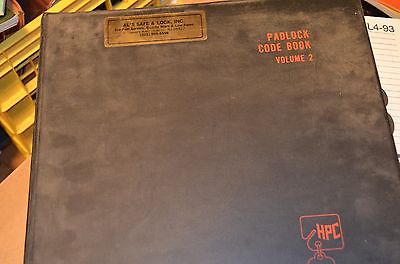 AL'S SAFE & LOCK, INC.
PADLOCK
CODE BOOK
VOLUME 2
L4-93
HPC